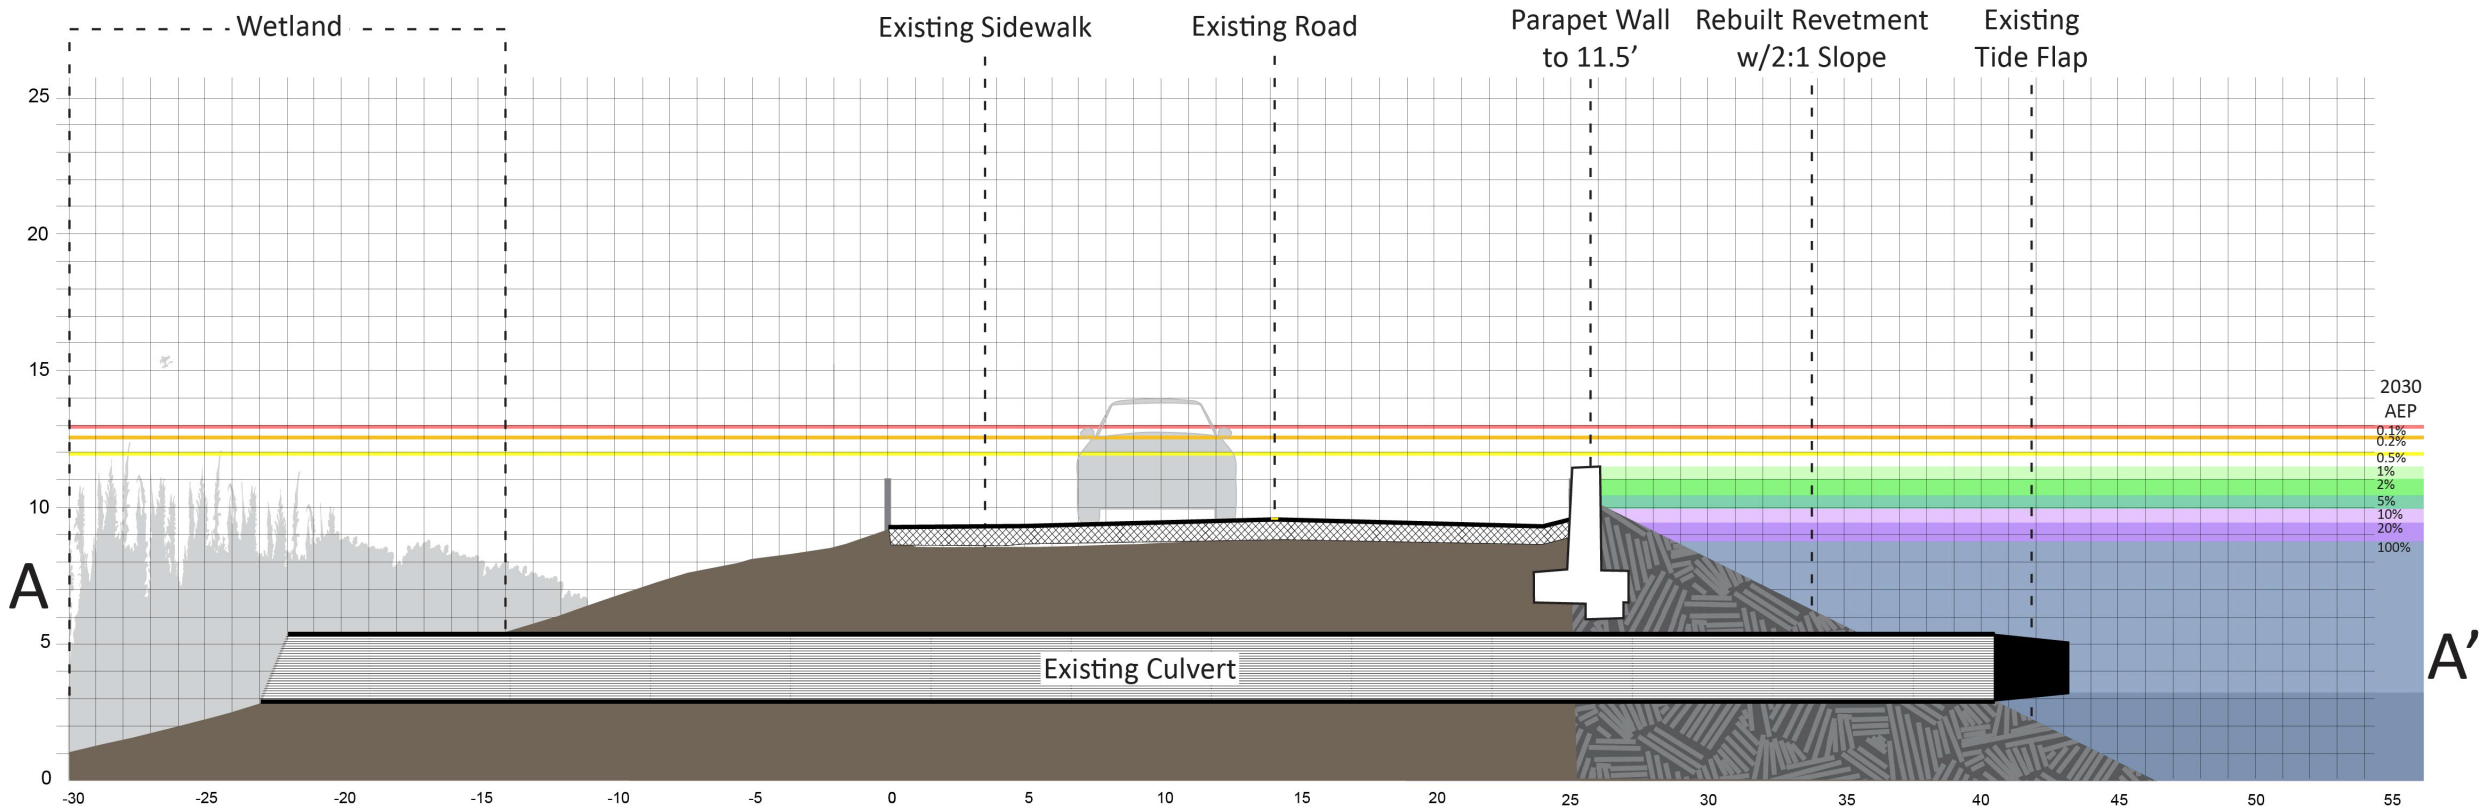 Wetland
Existing Sidewalk
Existing Road
Parapet Wall
to 11.5’
Rebuilt Revetment
w/2:1 Slope
Existing
Tide Flap
25
20
15
10
5
0
2030
AEP
0.1%
0.2%
0.5%
1%
2%
5%
10%
20%
100%
A
A’
Existing Culvert
-30 -25 -20 -15 -10 -5 0 5 10 15 20 25 30 35 40 45 50 55